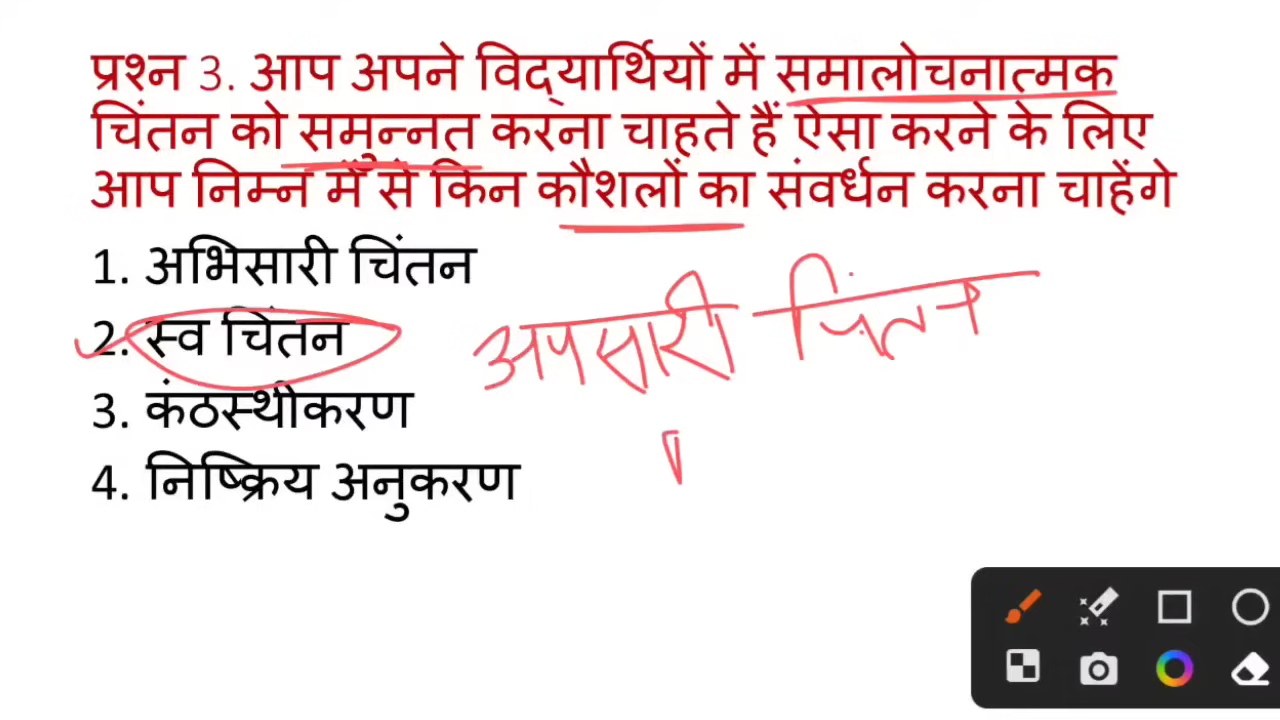 प्रश्न 3. आप अपने विद्यार्थियों में समालोचनात्मक
चिंतन को समुन्नत करना चाहते हैं ऐसा करने के लिए
आप निम्न में से किन कौशलों का संवर्धन करना चाहेंगे
1. अभिसारी चिंतन
2. स्व चिंतन
अपसारी चिंतन
3. कंठस्थीकरण
4. निष्क्रिय अनुकरण